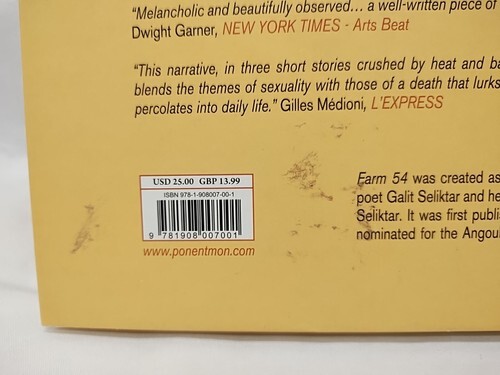 "Melancholic and beautifully observed... a well-written piece of
Dwight Garner, NEW YORK TIMES - Arts Beat
"This narrative, in three short stories crushed by heat and ba
blends the themes of sexuality with those of a death that lurks
percolates into daily life." Gilles Médioni, L'EXPRESS
USD 25.00 GBP 13.99
ISBN 978-1-908007-00-1
9 781908 007001
www.ponentmon.com
Farm 54 was created as
poet Galit Seliktar and he
Seliktar. It was first publi
nominated for the Angou